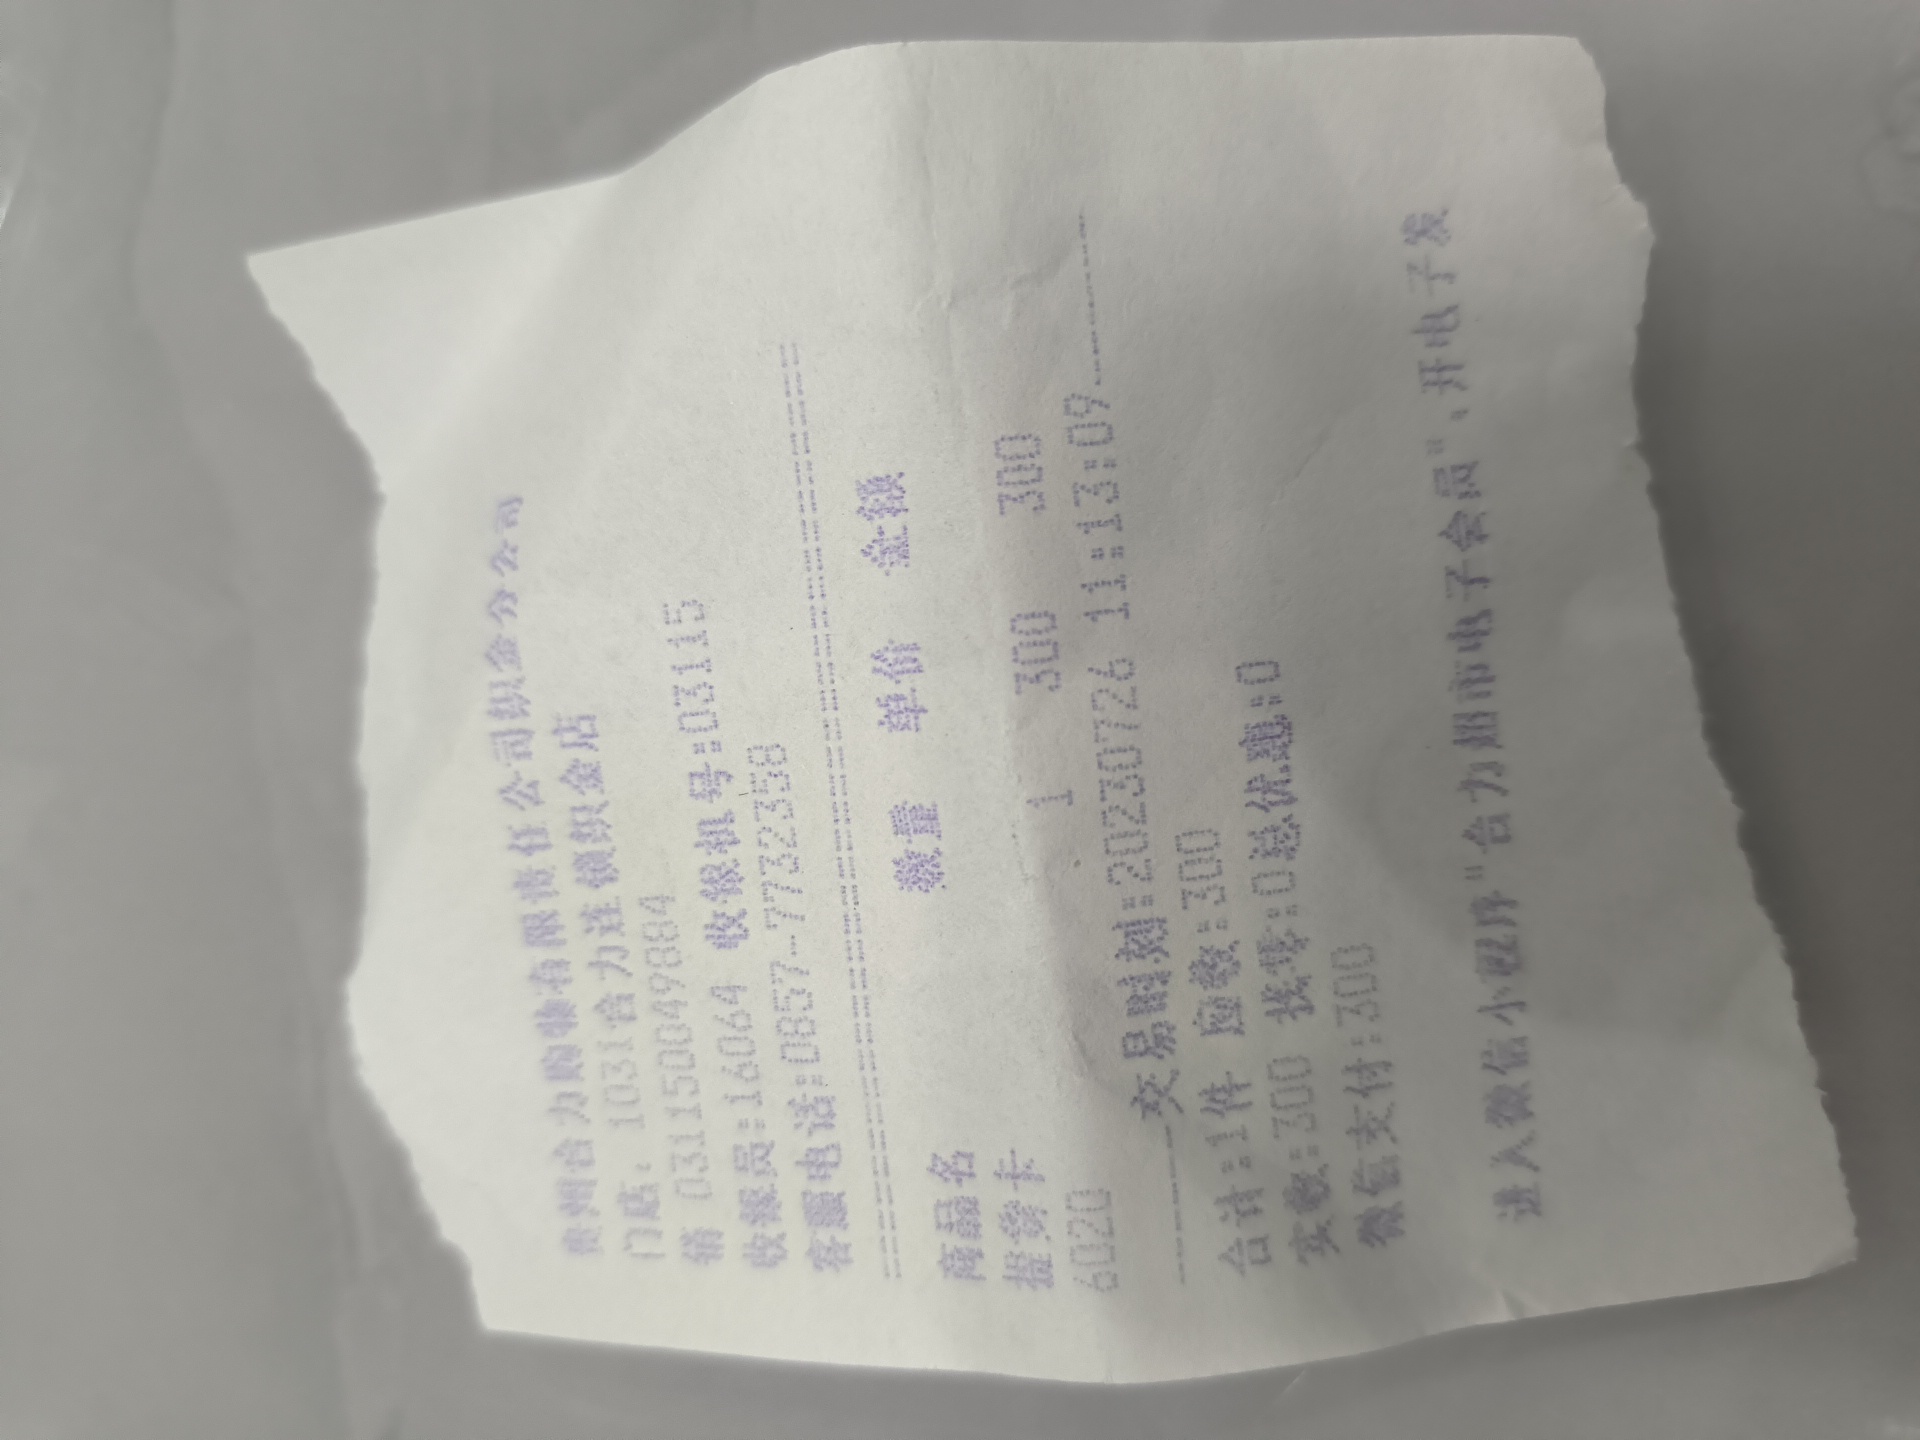 贵州合力购物有限责任公司织金分公司
门店: 1031合力连锁织金店
销 031150049884
收银员:16064 收银机号:03115
客服电话:0857-7732358
================================
商品名 数量 单价 金额
提货卡
6020 1 300 300
------交易时刻:20230726 11:13:09------
合计:1件 应收:300
实收:300 找零:0总优惠:0
微信支付:300
进入微信小程序"合力超市电子会员",开电子发